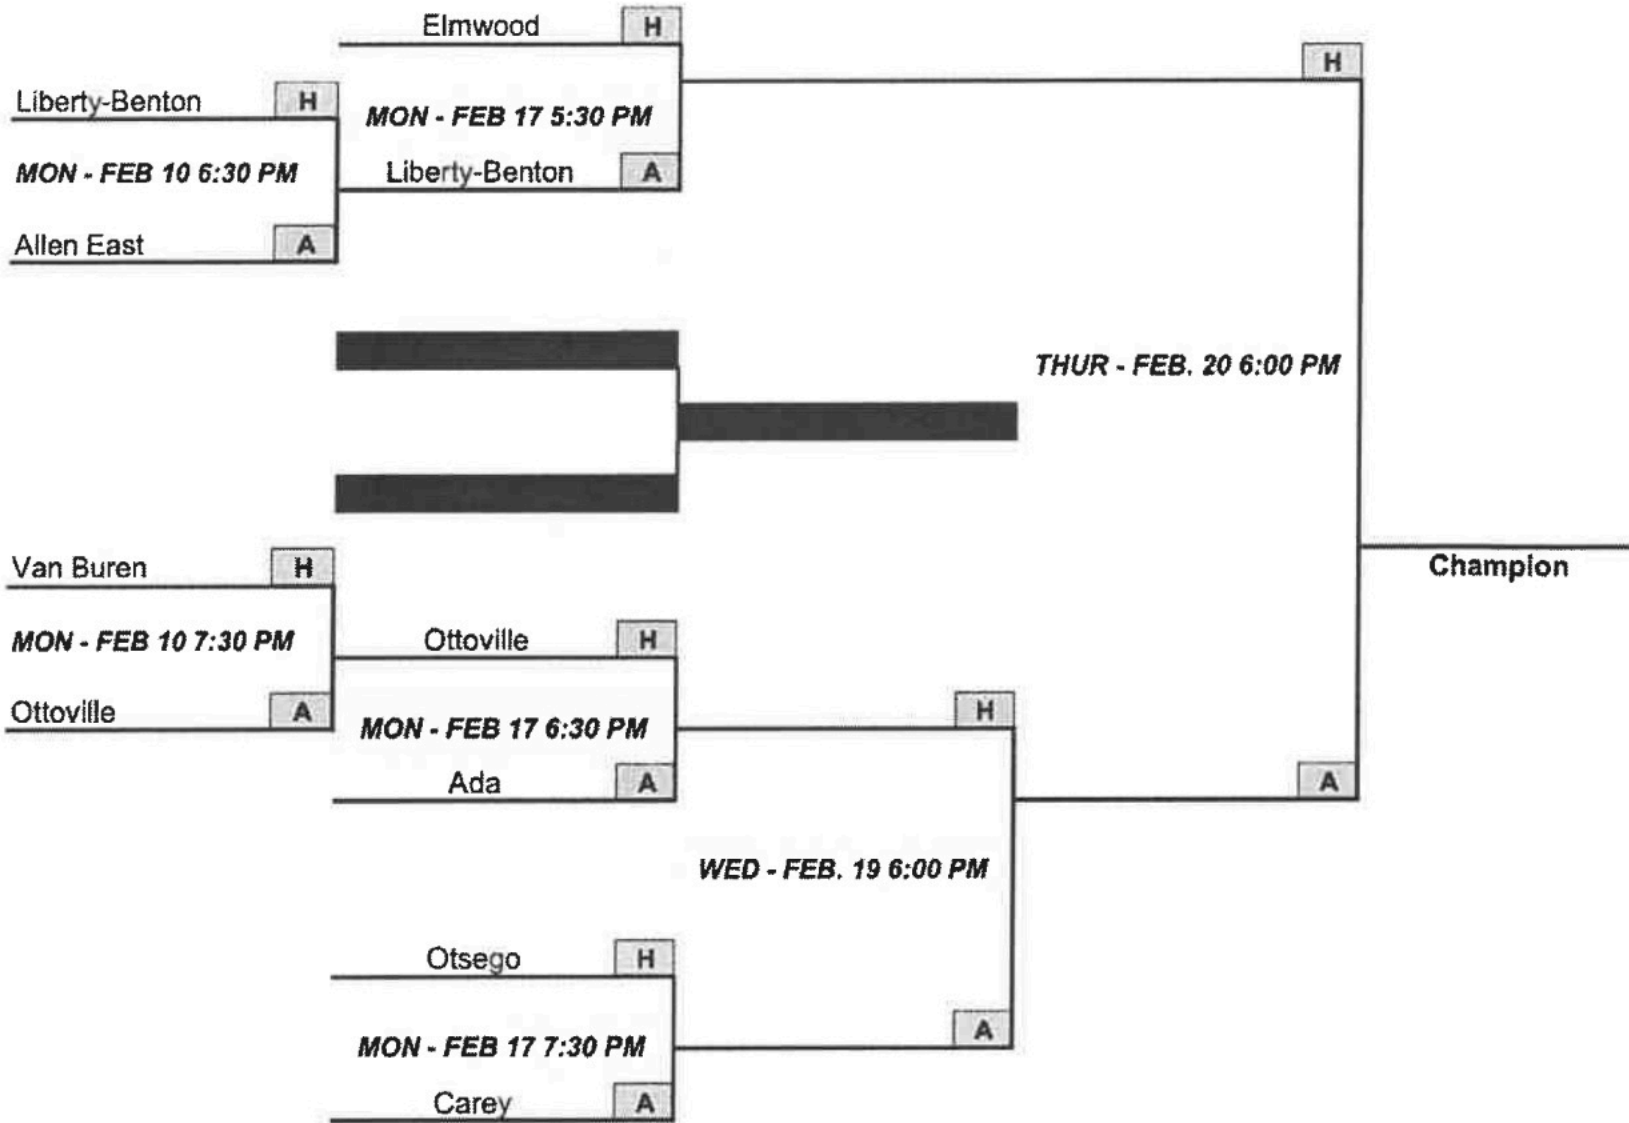 Elmwood H
H
Liberty-Benton H
MON - FEB 17 5:30 PM
MON - FEB 10 6:30 PM
Liberty-Benton A
Allen East A
THUR - FEB. 20 6:00 PM
Van Buren H
Champion
MON - FEB 10 7:30 PM
Ottoville H
Ottoville A
H
MON - FEB 17 6:30 PM
Ada A
A
WED - FEB. 19 6:00 PM
Otsego H
A
MON - FEB 17 7:30 PM
Carey A